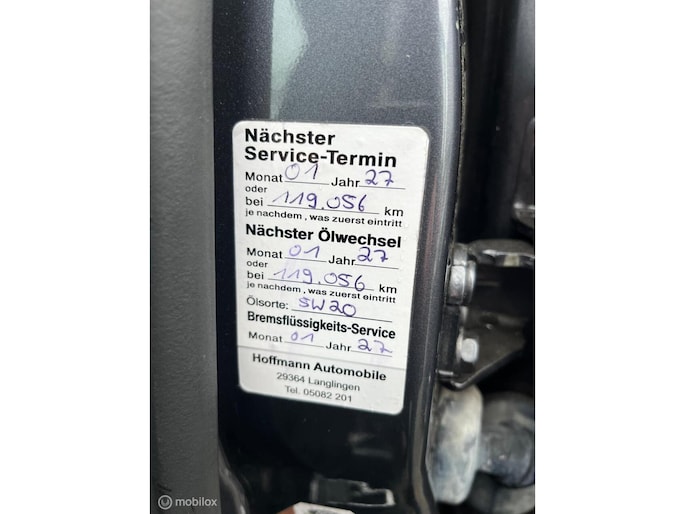 Nächster
Service-Termin
Monat 01 Jahr 27
oder
bei 119.056 km
je nachdem, was zuerst eintritt
Nächster Ölwechsel
Monat 01 Jahr 27
oder
bei 119.056 km
je nachdem, was zuerst eintritt
Ölsorte: 5W20
Bremsflüssigkeits-Service
Monat 01 Jahr 27
Hoffmann Automobile
29364 Langlingen
Tel. 05082 201
mobilox